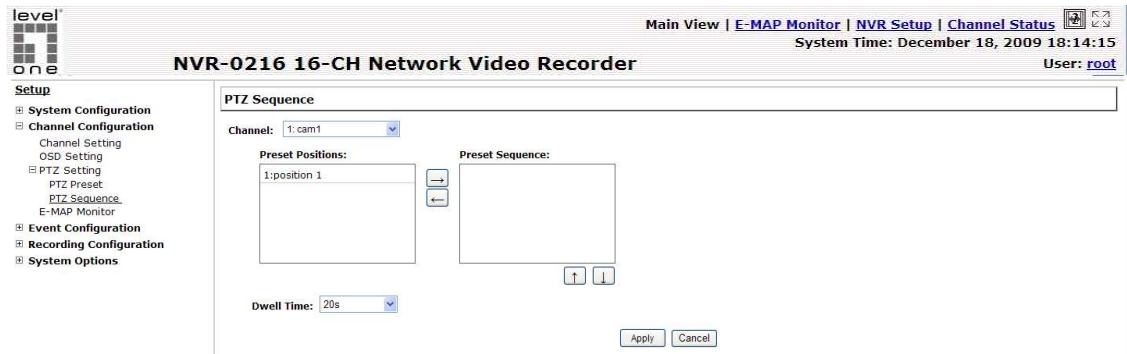 level
one
Main View | E-MAP Monitor | NVR Setup | Channel Status
System Time: December 18, 2009 18:14:15
NVR-0216 16-CH Network Video Recorder
User: root
Setup
System Configuration
Channel Configuration
Channel Setting
OSD Setting
PTZ Setting
PTZ Preset
PTZ Sequence
E-MAP Monitor
Event Configuration
Recording Configuration
System Options
PTZ Sequence
Channel: 1: cam1
Preset Positions: Preset Sequence:
1:position 1
→
←
↑ ↓
Dwell Time: 20s
Apply Cancel